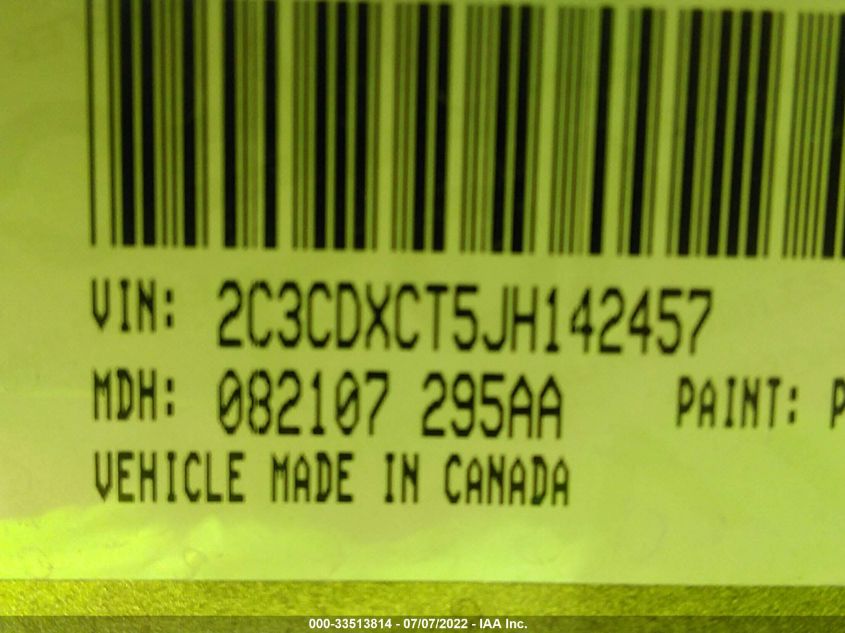 VIN: 2C3CDXCT5JH142457
MDH: 082107 295AA PAINT: P
VEHICLE MADE IN CANADA
000-33513814 - 07/07/2022 - IAA Inc.